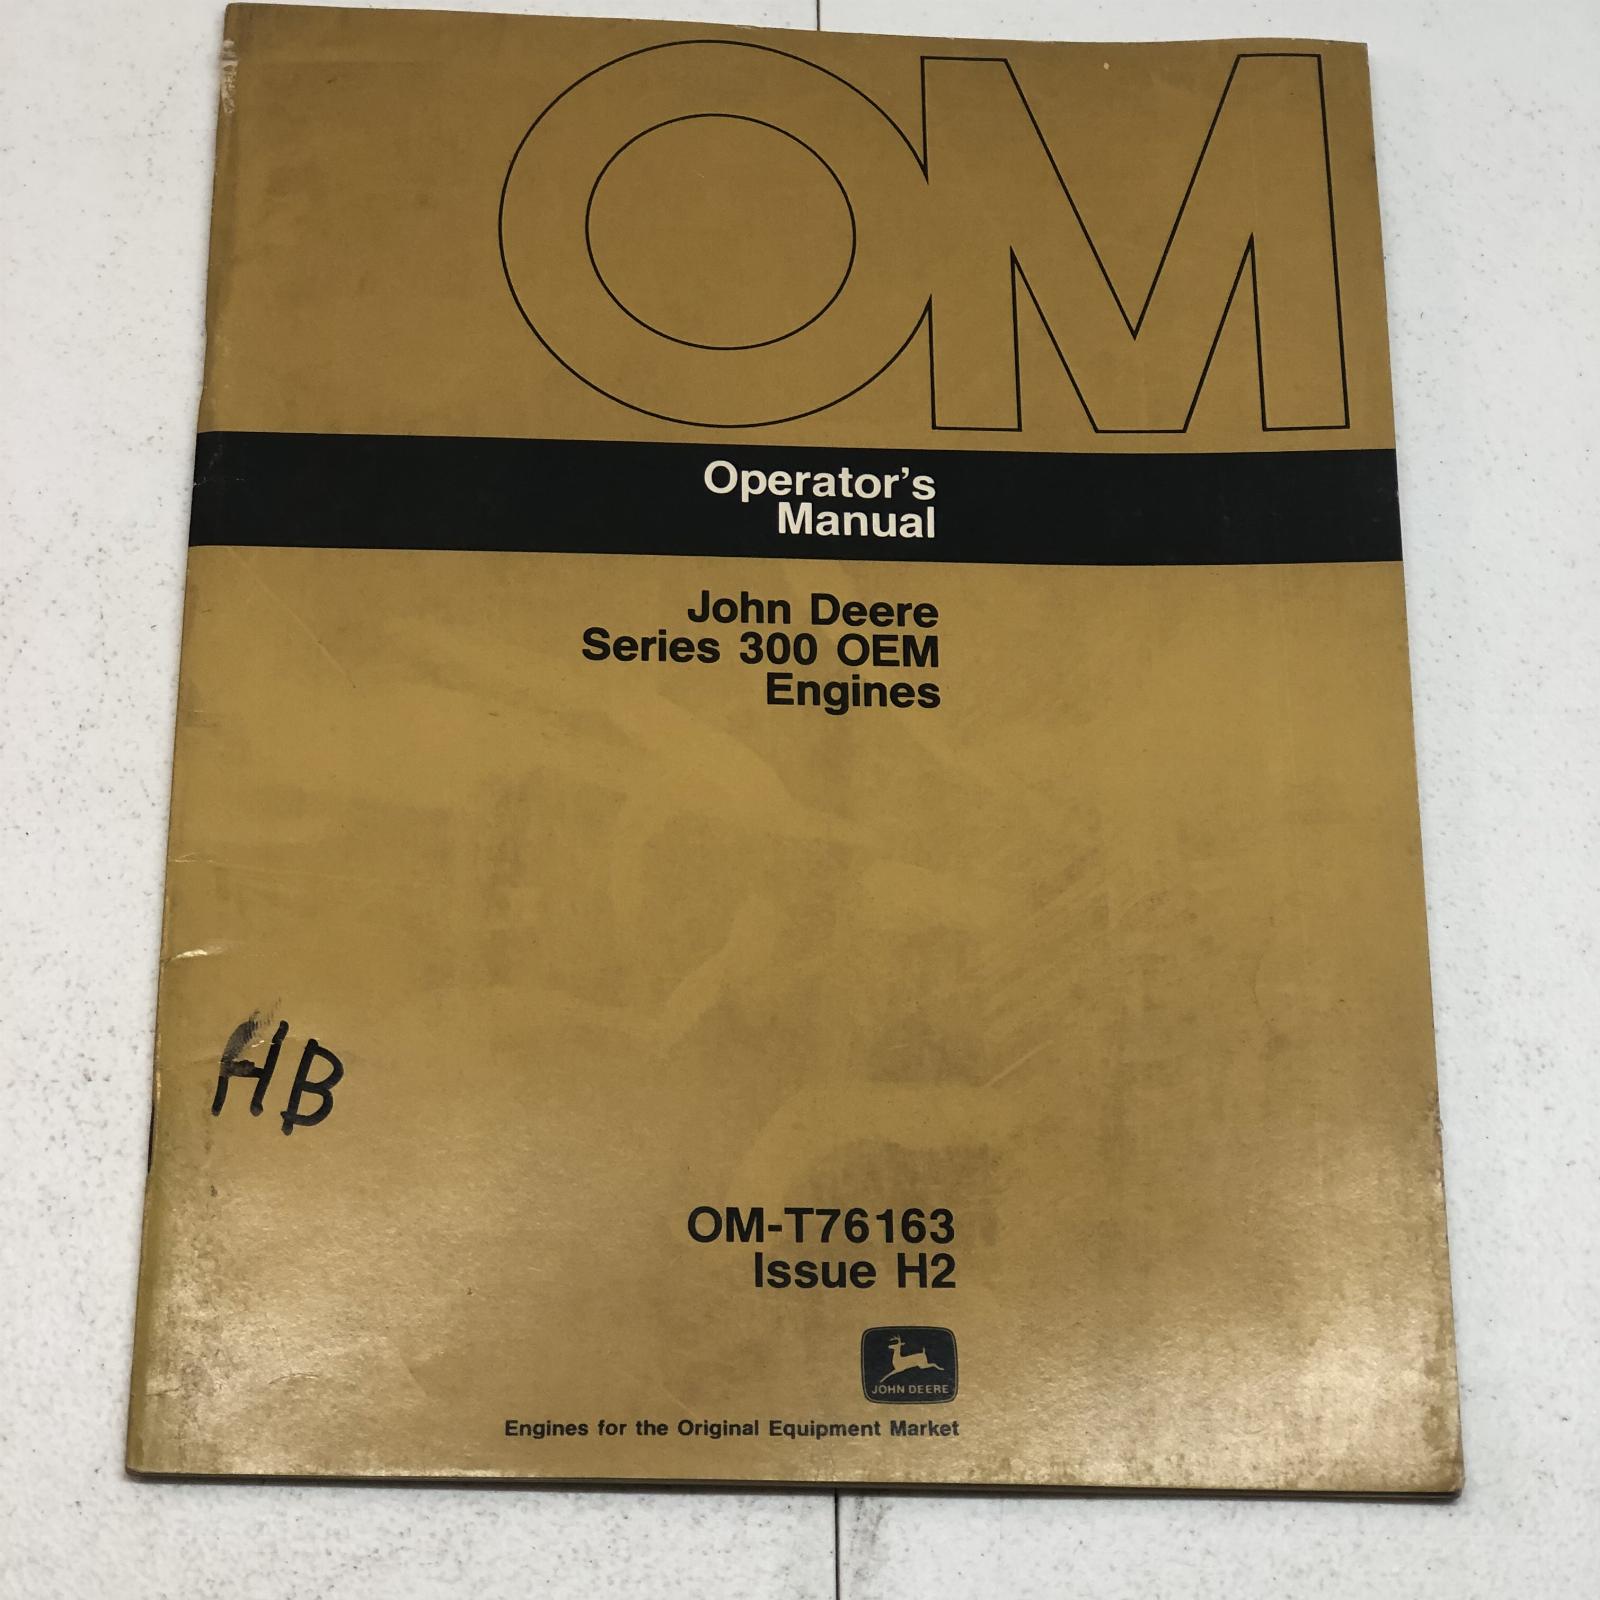 OM
Operator's
Manual
John Deere
Series 300 OEM
Engines
HB
OM-T76163
Issue H2
JOHN DEERE
Engines for the Original Equipment Market